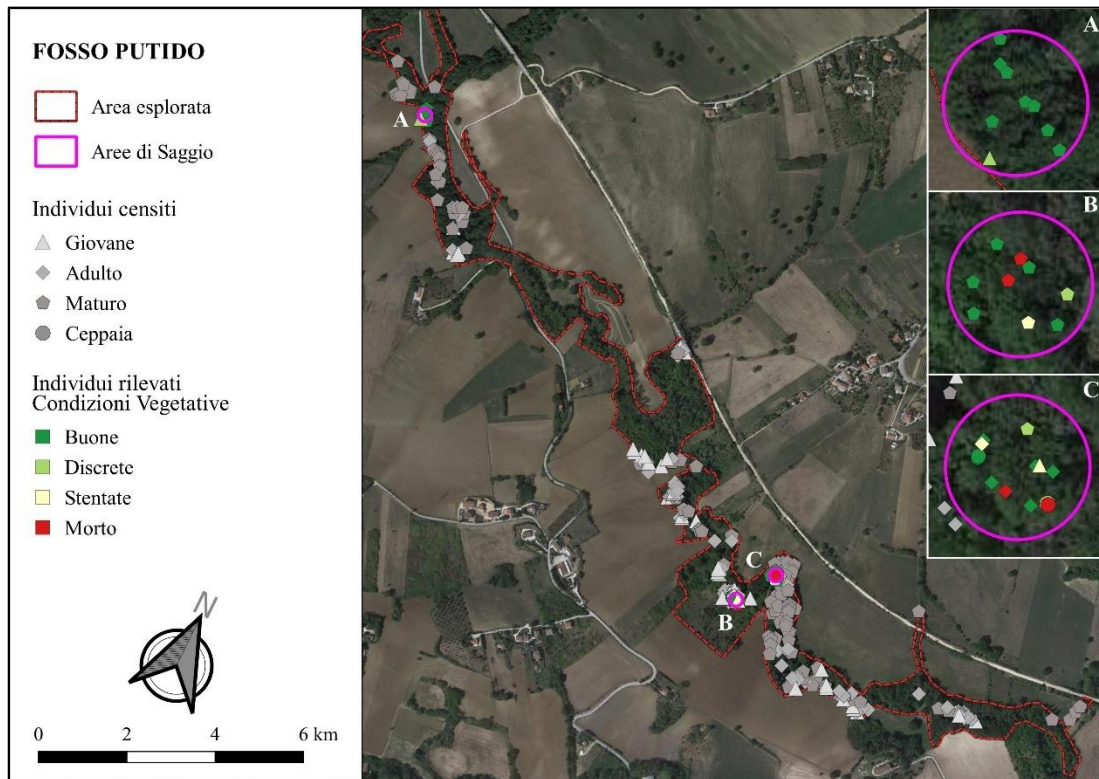 FOSSO PUTIDO
Area esplorata
Aree di Saggio
Individui censiti
Giovane
Adulto
Maturo
Ceppaia
Individui rilevati
Condizioni Vegetative
Buone
Discrete
Stentate
Morto
N
0 2 4 6 km
A
B
C
A
B
C